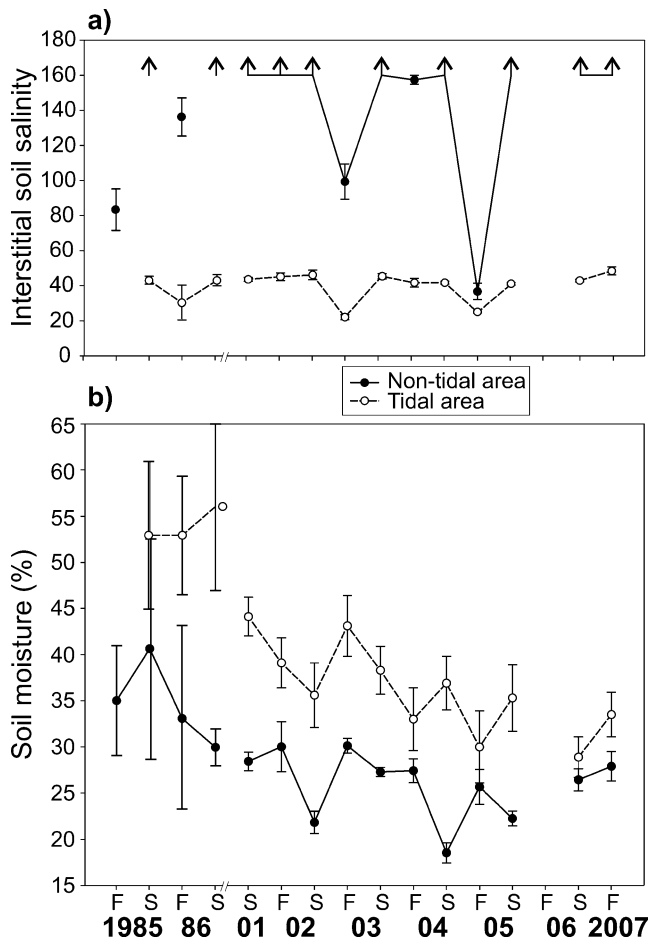 a)
180
160
140
120
100
80
60
40
20
0
Interstitial soil salinity
Non-tidal area
Tidal area
b)
65
60
55
50
45
40
35
30
25
20
15
Soil moisture (%)
F S F S S F S F S F S F S F S F
1985 86 01 02 03 04 05 06 2007